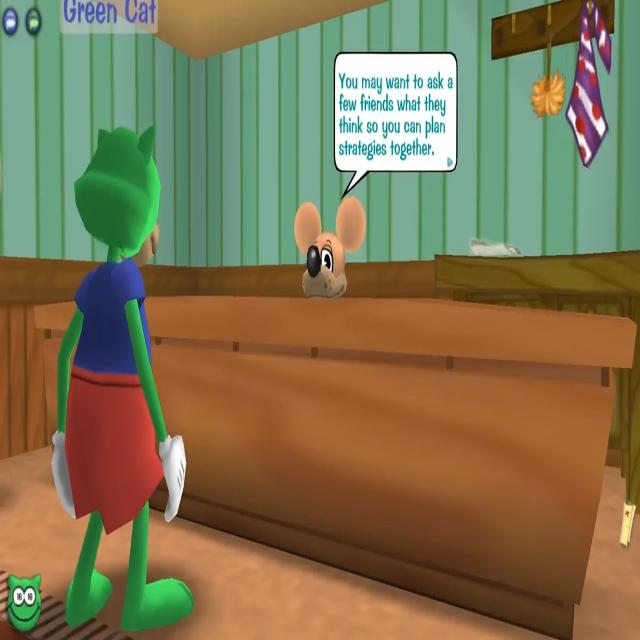 Green Cat
You may want to ask a
few friends what they
think so you can plan
strategies together.